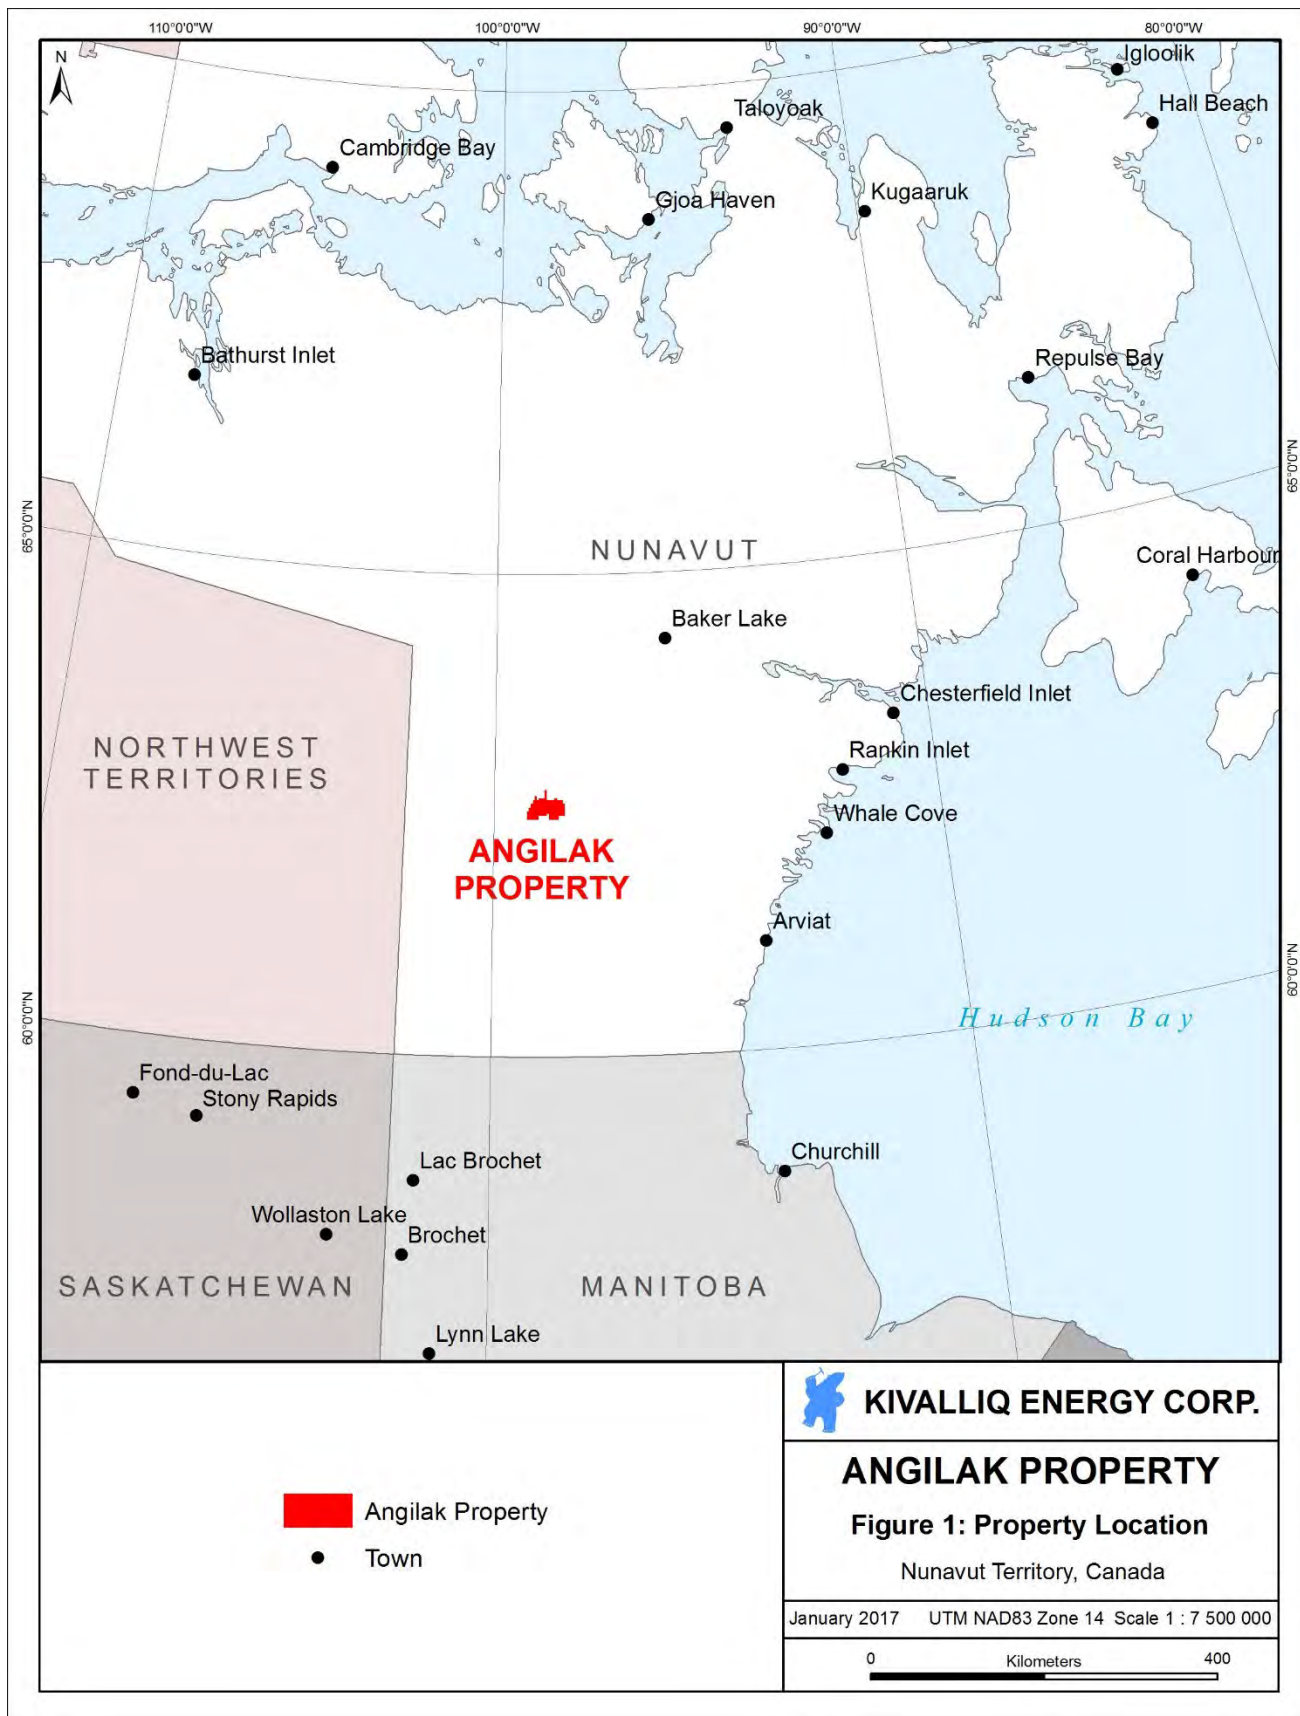 110°0'0"W
100°0'0"W
90°0'0"W
80°0'0"W
N
Igloolik
Hall Beach
Taloyoak
Cambridge Bay
Kugaaruk
Gjoa Haven
Bathurst Inlet
Repulse Bay
65°0'0"N
65°0'0"N
NUNAVUT
Coral Harbour
Baker Lake
Chesterfield Inlet
NORTHWEST
TERRITORIES
Rankin Inlet
Whale Cove
ANGILAK
PROPERTY
Arviat
60°0'0"N
60°0'0"N
Hudson Bay
Fond-du-Lac
Stony Rapids
Churchill
Lac Brochet
Wollaston Lake
Brochet
SASKATCHEWAN
MANITOBA
Lynn Lake
KIVALLIQ ENERGY CORP.
ANGILAK PROPERTY
Figure 1: Property Location
Nunavut Territory, Canada
January 2017 UTM NAD83 Zone 14 Scale 1 : 7 500 000
0 Kilometers 400
Angilak Property
Town